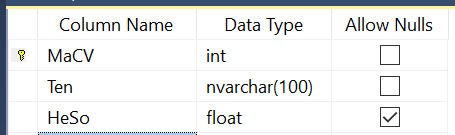 Column Name Data Type Allow Nulls
MaCV int
Ten nvarchar(100)
HeSo float